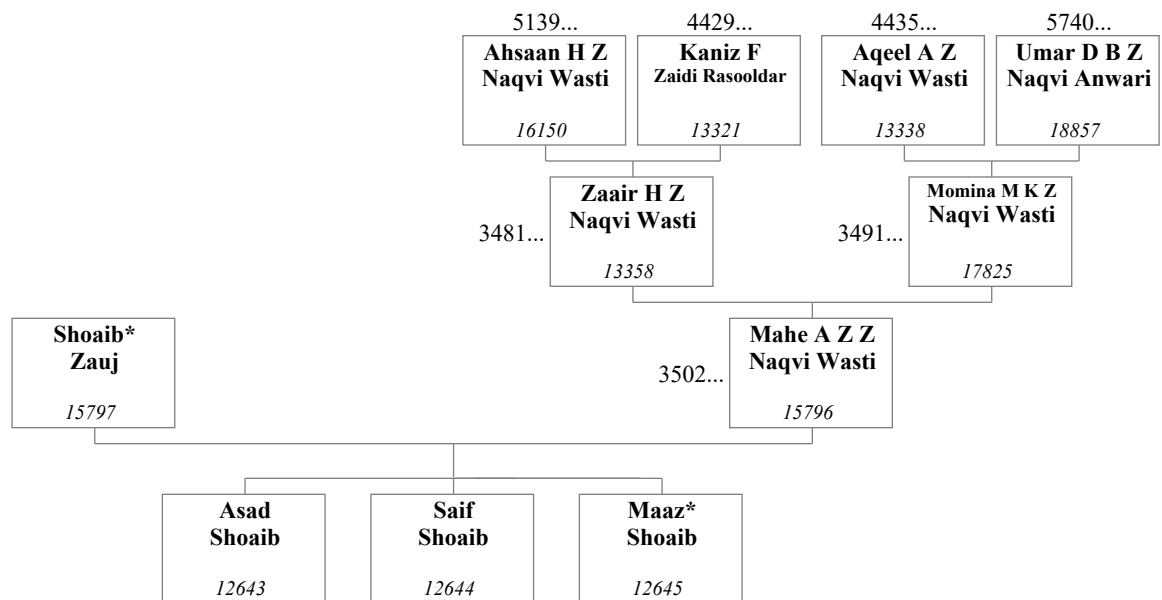 5139...
4429...
4435...
5740...
Ahsaan H Z
Naqvi Wasti
16150
Kaniz F
Zaidi Rasooldar
13321
Aqeel A Z
Naqvi Wasti
13338
Umar D B Z
Naqvi Anwari
18857
3481...
Zaair H Z
Naqvi Wasti
13358
3491...
Momina M K Z
Naqvi Wasti
17825
Shoaib*
Zauj
15797
3502...
Mahe A Z Z
Naqvi Wasti
15796
Asad
Shoaib
12643
Saif
Shoaib
12644
Maaz*
Shoaib
12645